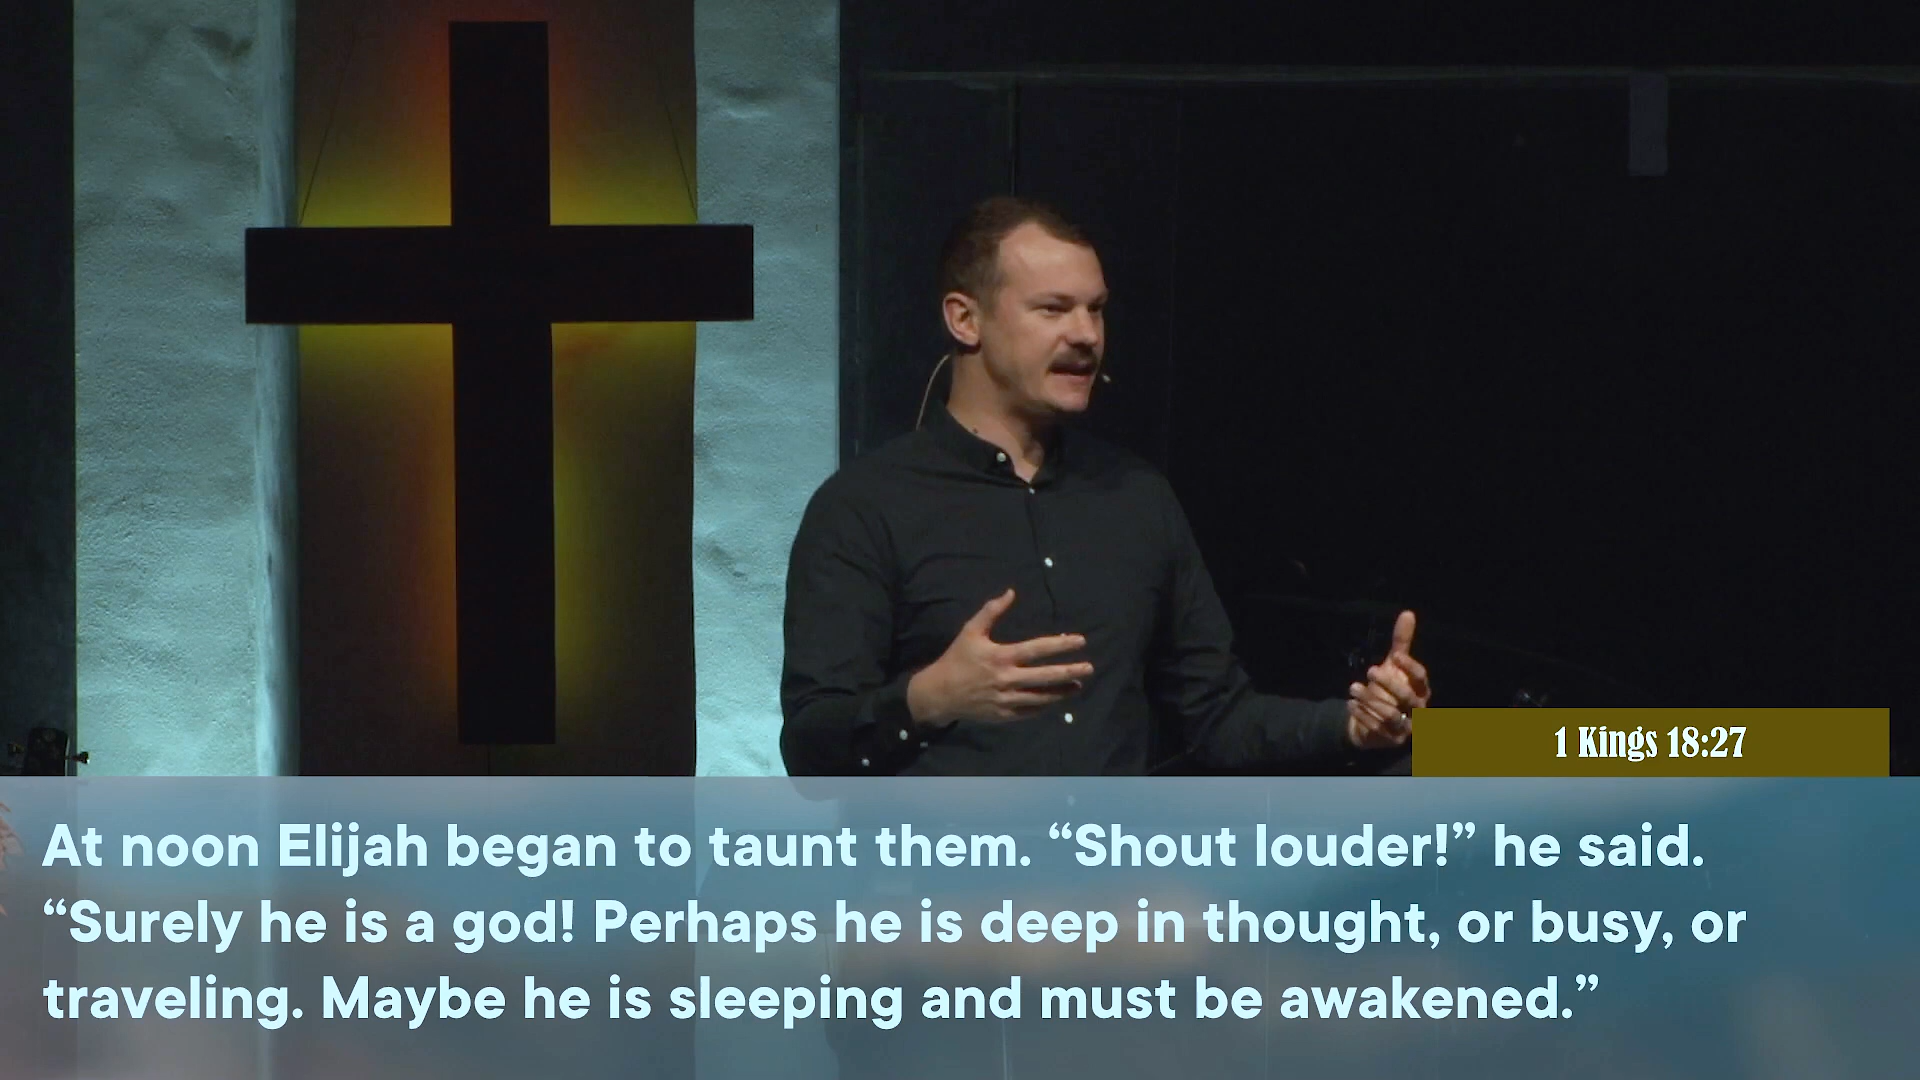 1 Kings 18:27
At noon Elijah began to taunt them. “Shout louder!” he said.
“Surely he is a god! Perhaps he is deep in thought, or busy, or
traveling. Maybe he is sleeping and must be awakened.”